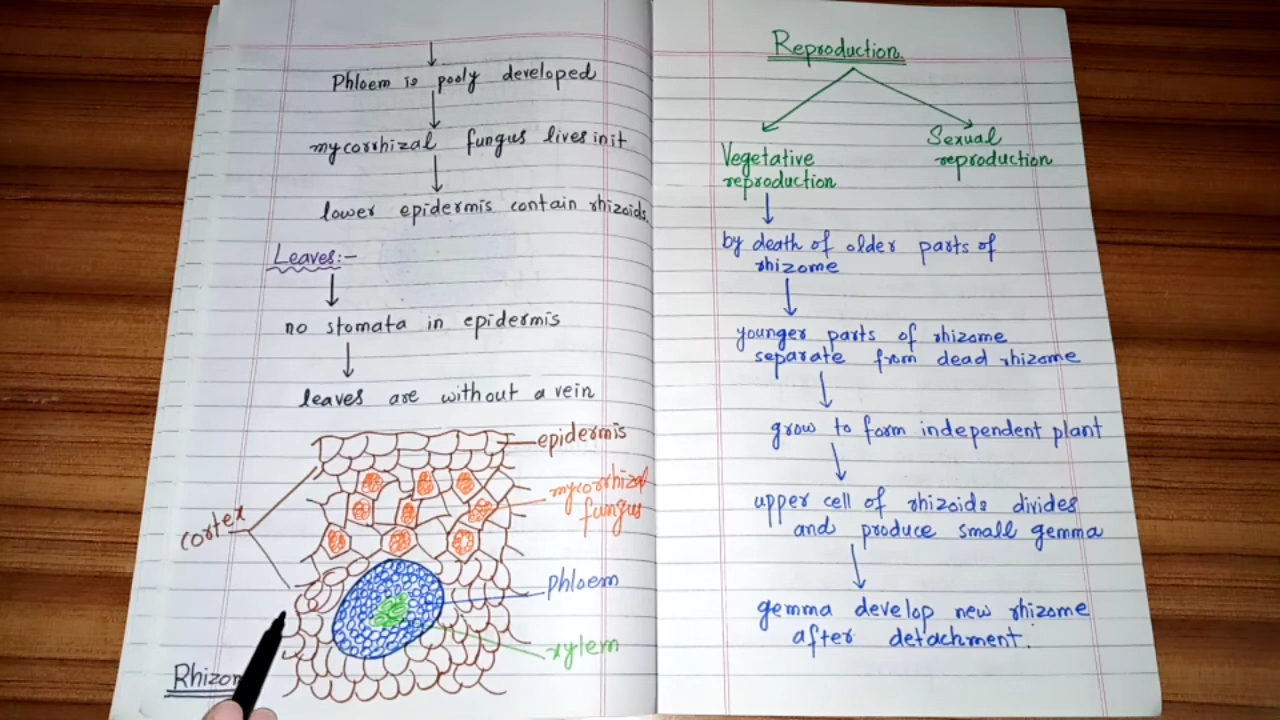 Phloem is pooly developed
mycorrhizal fungus lives in it
lower epidermis contain rhizoids.
Leaves:-
no stomata in epidermis
leaves are without a vein
epidermis
mycorrhizal
fungus
cortex
Phloem
xylem
Reproduction.
Vegetative
reproduction
Sexual
reproduction
by death of older parts of
rhizome
younger parts of rhizome
separate from dead rhizome
grow to form independent plant
upper cell of rhizoids divides
and produce small gemma
gemma develop new rhizome
after detachment.